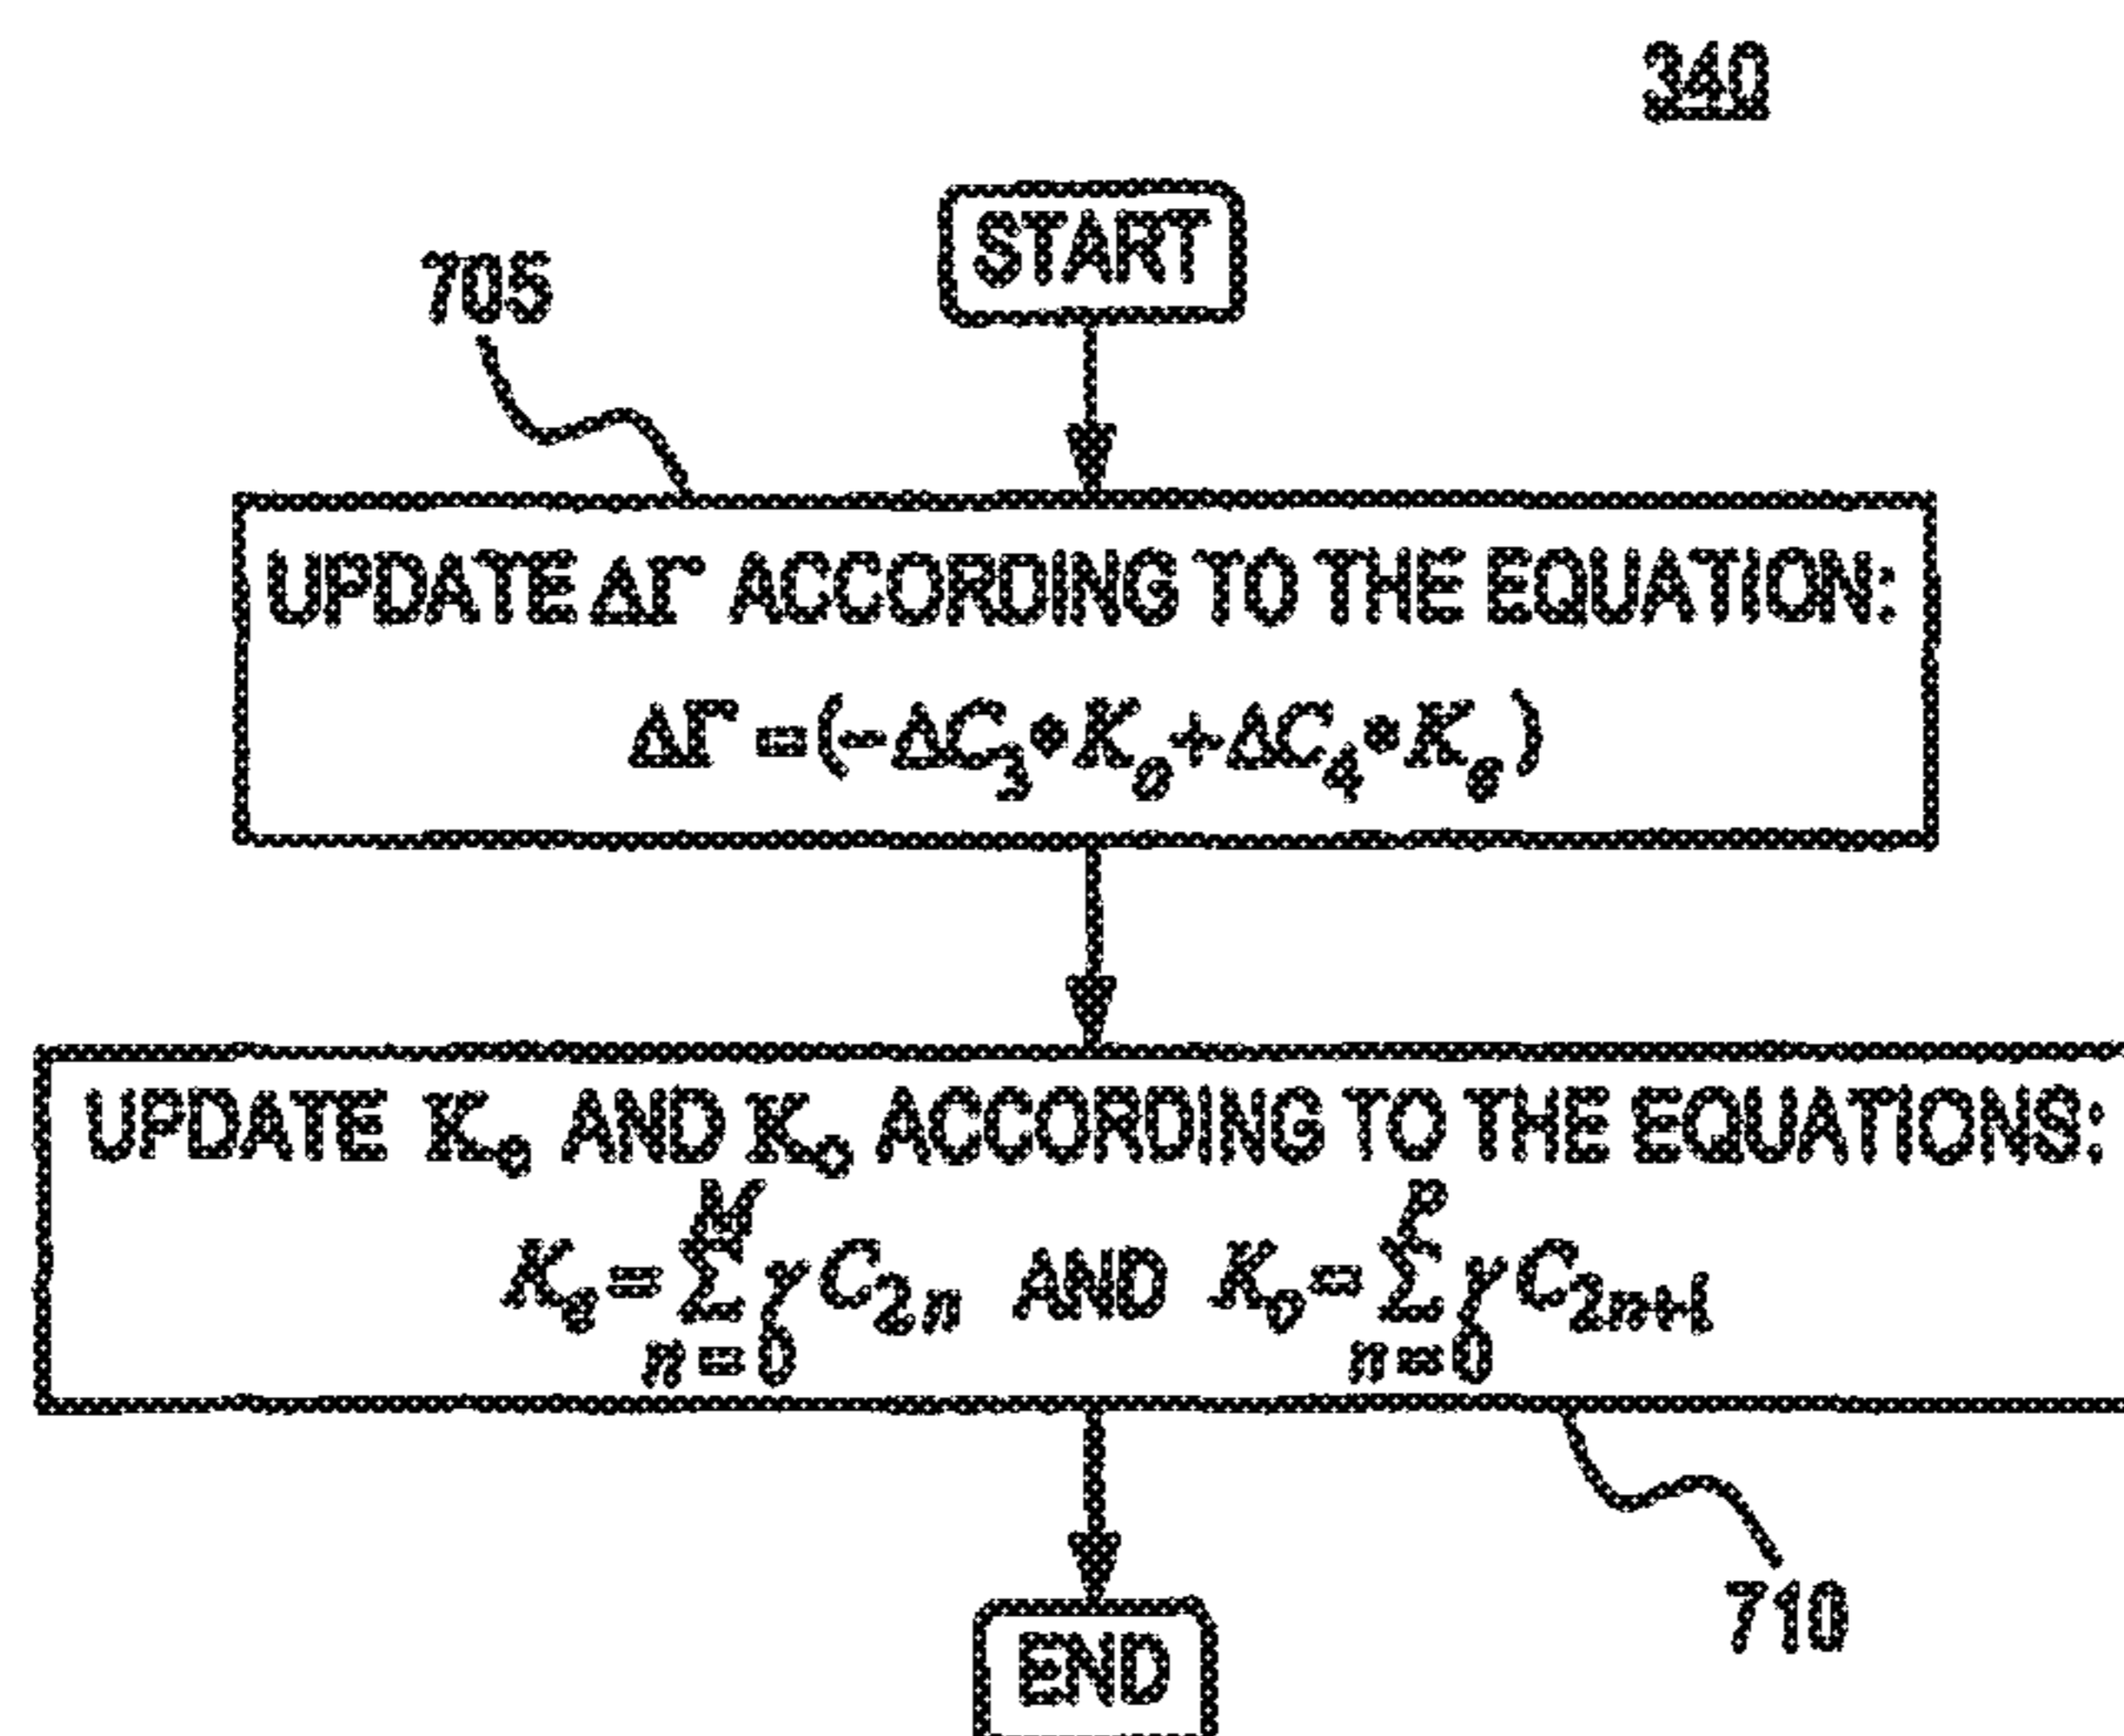 340
START
705
UPDATE ΔΓ ACCORDING TO THE EQUATION:
ΔΓ = (-ΔC₃•Kₒ+ΔC₄•Kₑ)
UPDATE Kₑ AND Kₒ ACCORDING TO THE EQUATIONS:
M P
Kₑ = Σ γ C₂ₙ AND Kₒ = Σ γ C₂ₙ₊₁
n=0 n=0
710
END